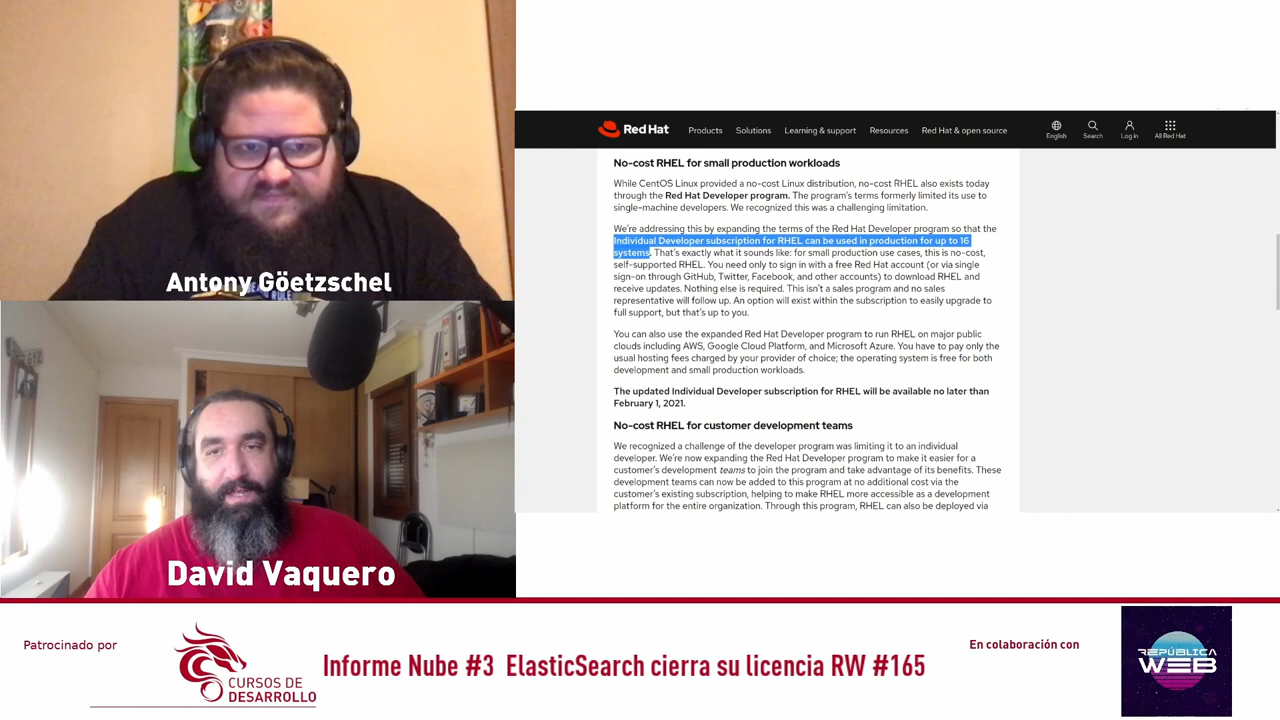 Antony Göetzschel
David Vaquero
Red Hat
Products
Solutions
Learning & support
Resources
Red Hat & open source
English
Search
Log in
All Red Hat
No-cost RHEL for small production workloads
While CentOS Linux provided a no-cost Linux distribution, no-cost RHEL also exists today
through the Red Hat Developer program. The program's terms formerly limited its use to
single-machine developers. We recognized this was a challenging limitation.
We're addressing this by expanding the terms of the Red Hat Developer program so that the
Individual Developer subscription for RHEL can be used in production for up to 16
systems. That's exactly what it sounds like: for small production use cases, this is no-cost,
self-supported RHEL. You need only to sign in with a free Red Hat account (or via single
sign-on through GitHub, Twitter, Facebook, and other accounts) to download RHEL and
receive updates. Nothing else is required. This isn't a sales program and no sales
representative will follow up. An option will exist within the subscription to easily upgrade to
full support, but that's up to you.
You can also use the expanded Red Hat Developer program to run RHEL on major public
clouds including AWS, Google Cloud Platform, and Microsoft Azure. You have to pay only the
usual hosting fees charged by your provider of choice; the operating system is free for both
development and small production workloads.
The updated Individual Developer subscription for RHEL will be available no later than
February 1, 2021.
No-cost RHEL for customer development teams
We recognized a challenge of the developer program was limiting it to an individual
developer. We're now expanding the Red Hat Developer program to make it easier for a
customer's development teams to join the program and take advantage of its benefits. These
development teams can now be added to this program at no additional cost via the
customer's existing subscription, helping to make RHEL more accessible as a development
platform for the entire organization. Through this program, RHEL can also be deployed via
Patrocinado por
CURSOS DE
DESARROLLO
Informe Nube #3 ElasticSearch cierra su licencia RW #165
En colaboración con
REPÚBLICA
WEB